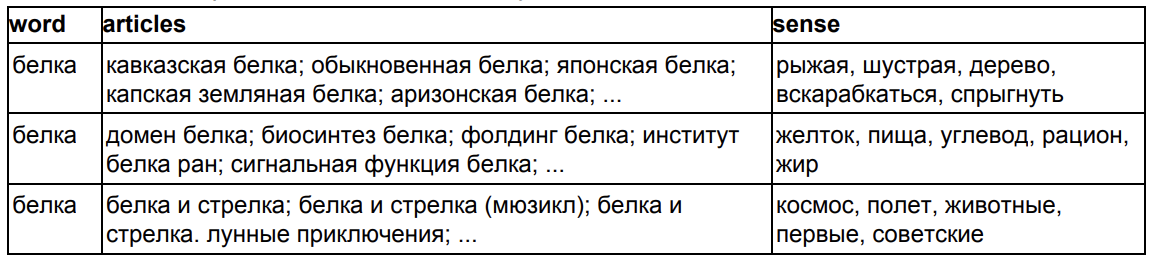 word articles sense
белка кавказская белка; обыкновенная белка; японская белка; рыжая, шустрая, дерево,
капская земляная белка; аризонская белка; ... вскарабкаться, спрыгнуть
белка домен белка; биосинтез белка; фолдинг белка; институт желток, пища, углевод, рацион,
белка ран; сигнальная функция белка; ... жир
белка белка и стрелка; белка и стрелка (мюзикл); белка и космос, полет, животные,
стрелка. лунные приключения; ... первые, советские